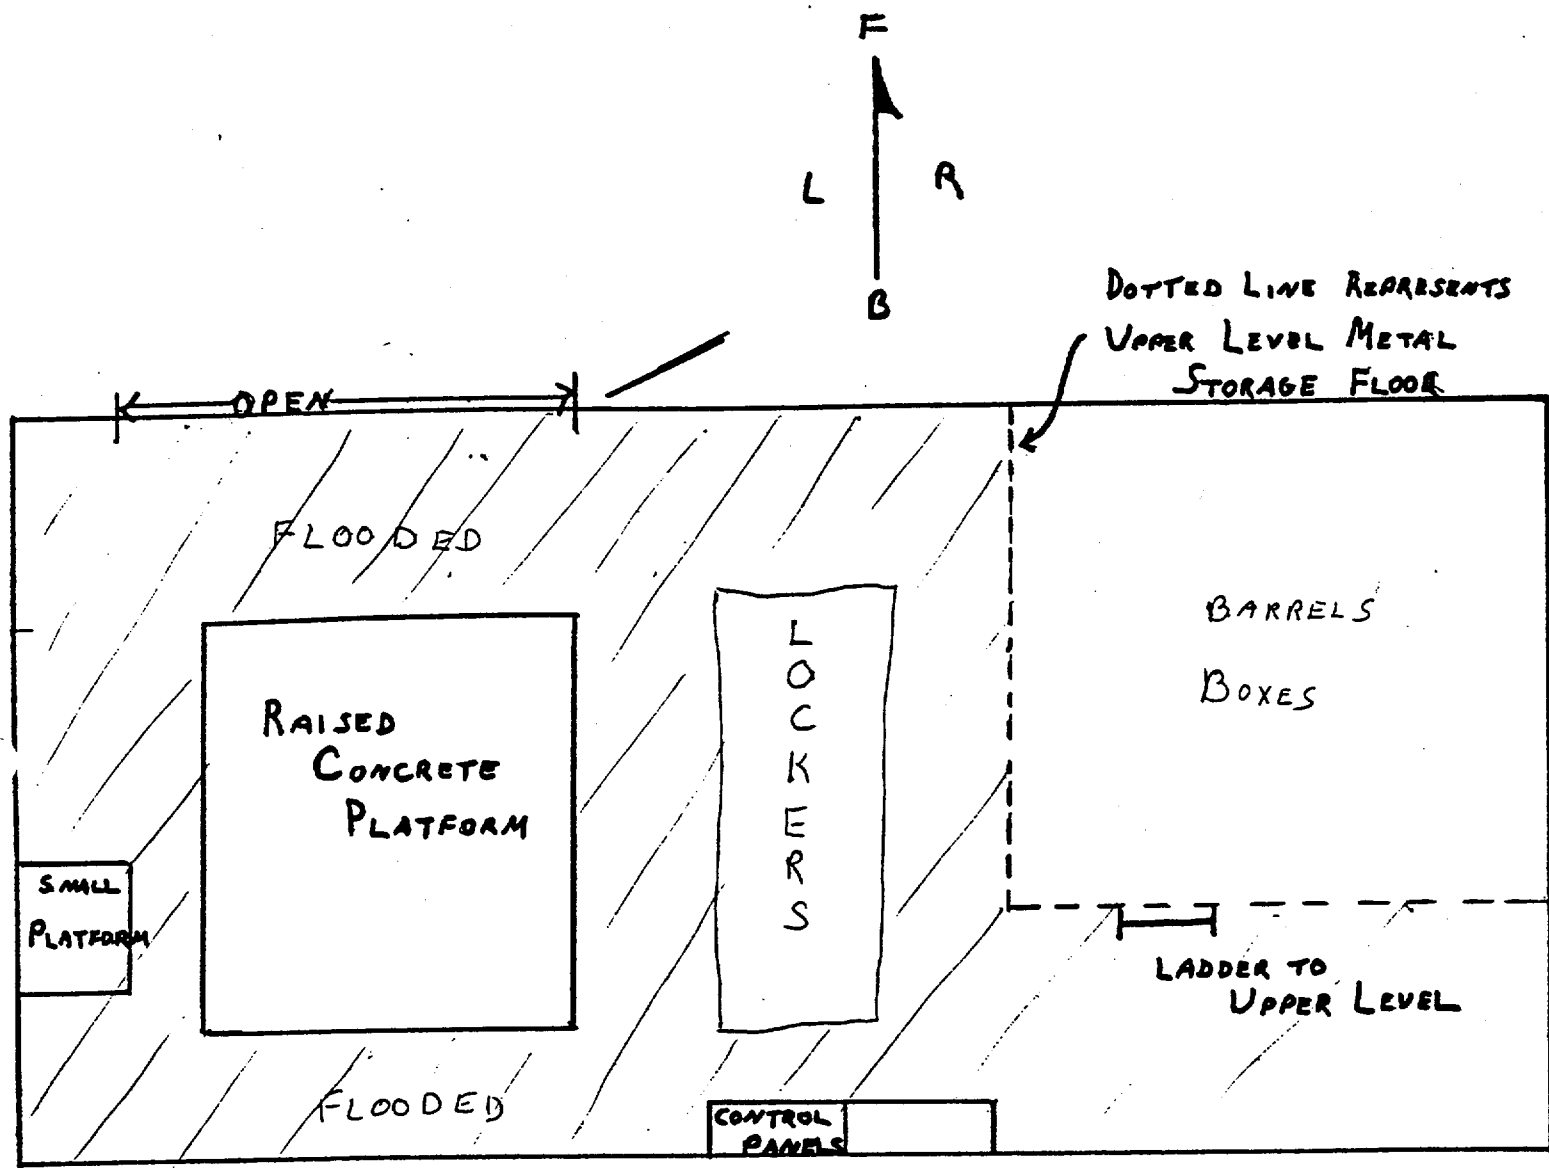 F
L
R
B
DOTTED LINE REPRESENTS
UPPER LEVEL METAL
STORAGE FLOOR
OPEN
FLOODED
BARRELS
BOXES
LOCKERS
RAISED
CONCRETE
PLATFORM
SMALL
PLATFORM
LADDER TO
UPPER LEVEL
FLOODED
CONTROL
PANELS